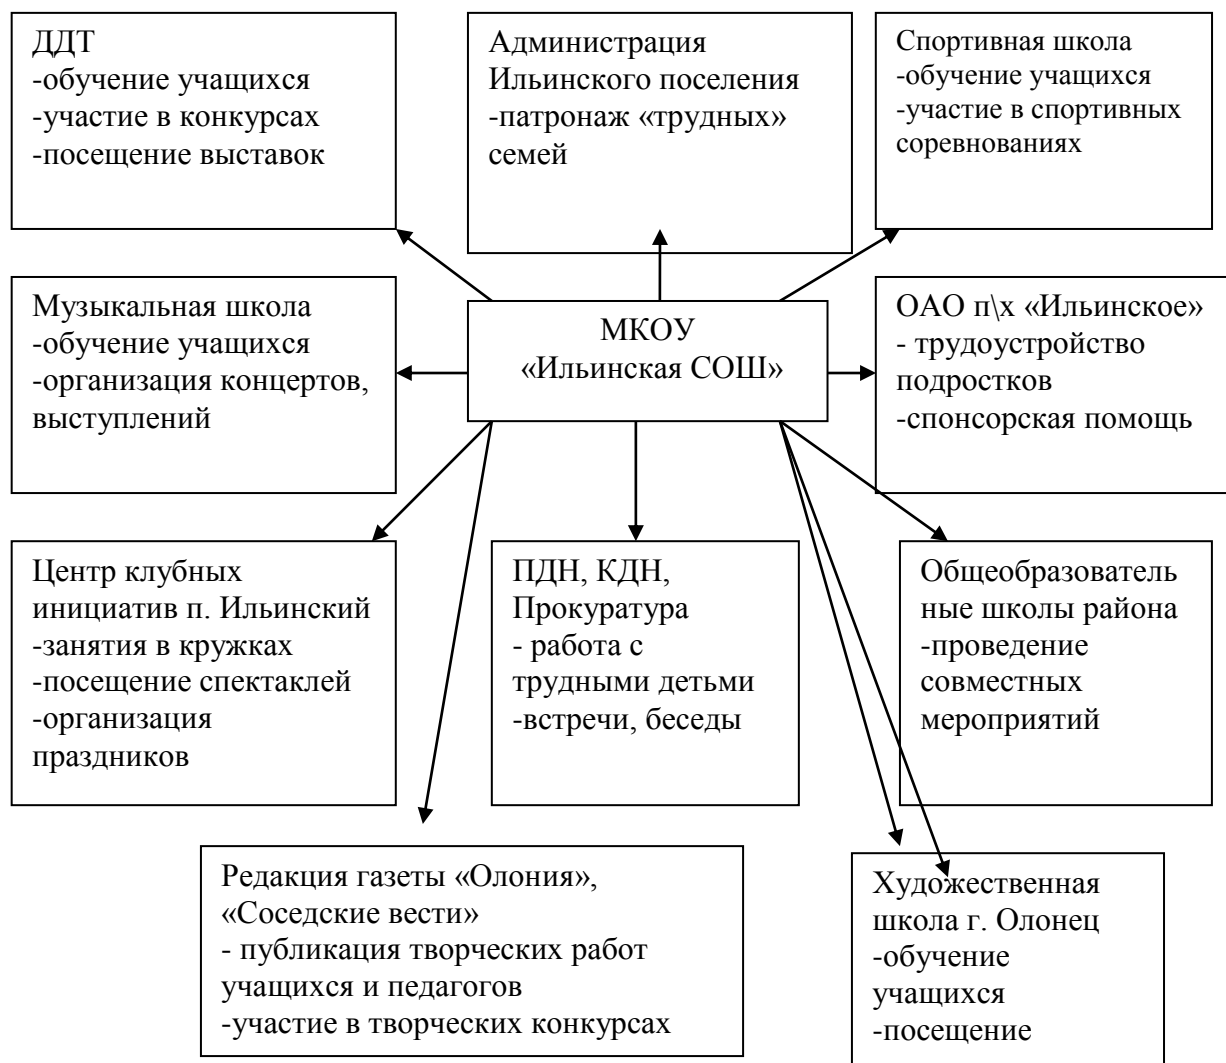 ДДТ
-обучение учащихся
-участие в конкурсах
-посещение выставок
Администрация
Ильинского поселения
-патронаж «трудных»
семей
Спортивная школа
-обучение учащихся
-участие в спортивных
соревнованиях
Музыкальная школа
-обучение учащихся
-организация концертов,
выступлений
МКОУ
«Ильинская СОШ»
ОАО п\х «Ильинское»
- трудоустройство
подростков
-спонсорская помощь
Центр клубных
инициатив п. Ильинский
-занятия в кружках
-посещение спектаклей
-организация
праздников
ПДН, КДН,
Прокуратура
- работа с
трудными детьми
-встречи, беседы
Общеобразователь
ные школы района
-проведение
совместных
мероприятий
Редакция газеты «Олония»,
«Соседские вести»
- публикация творческих работ
учащихся и педагогов
-участие в творческих конкурсах
Художественная
школа г. Олонец
-обучение
учащихся
-посещение